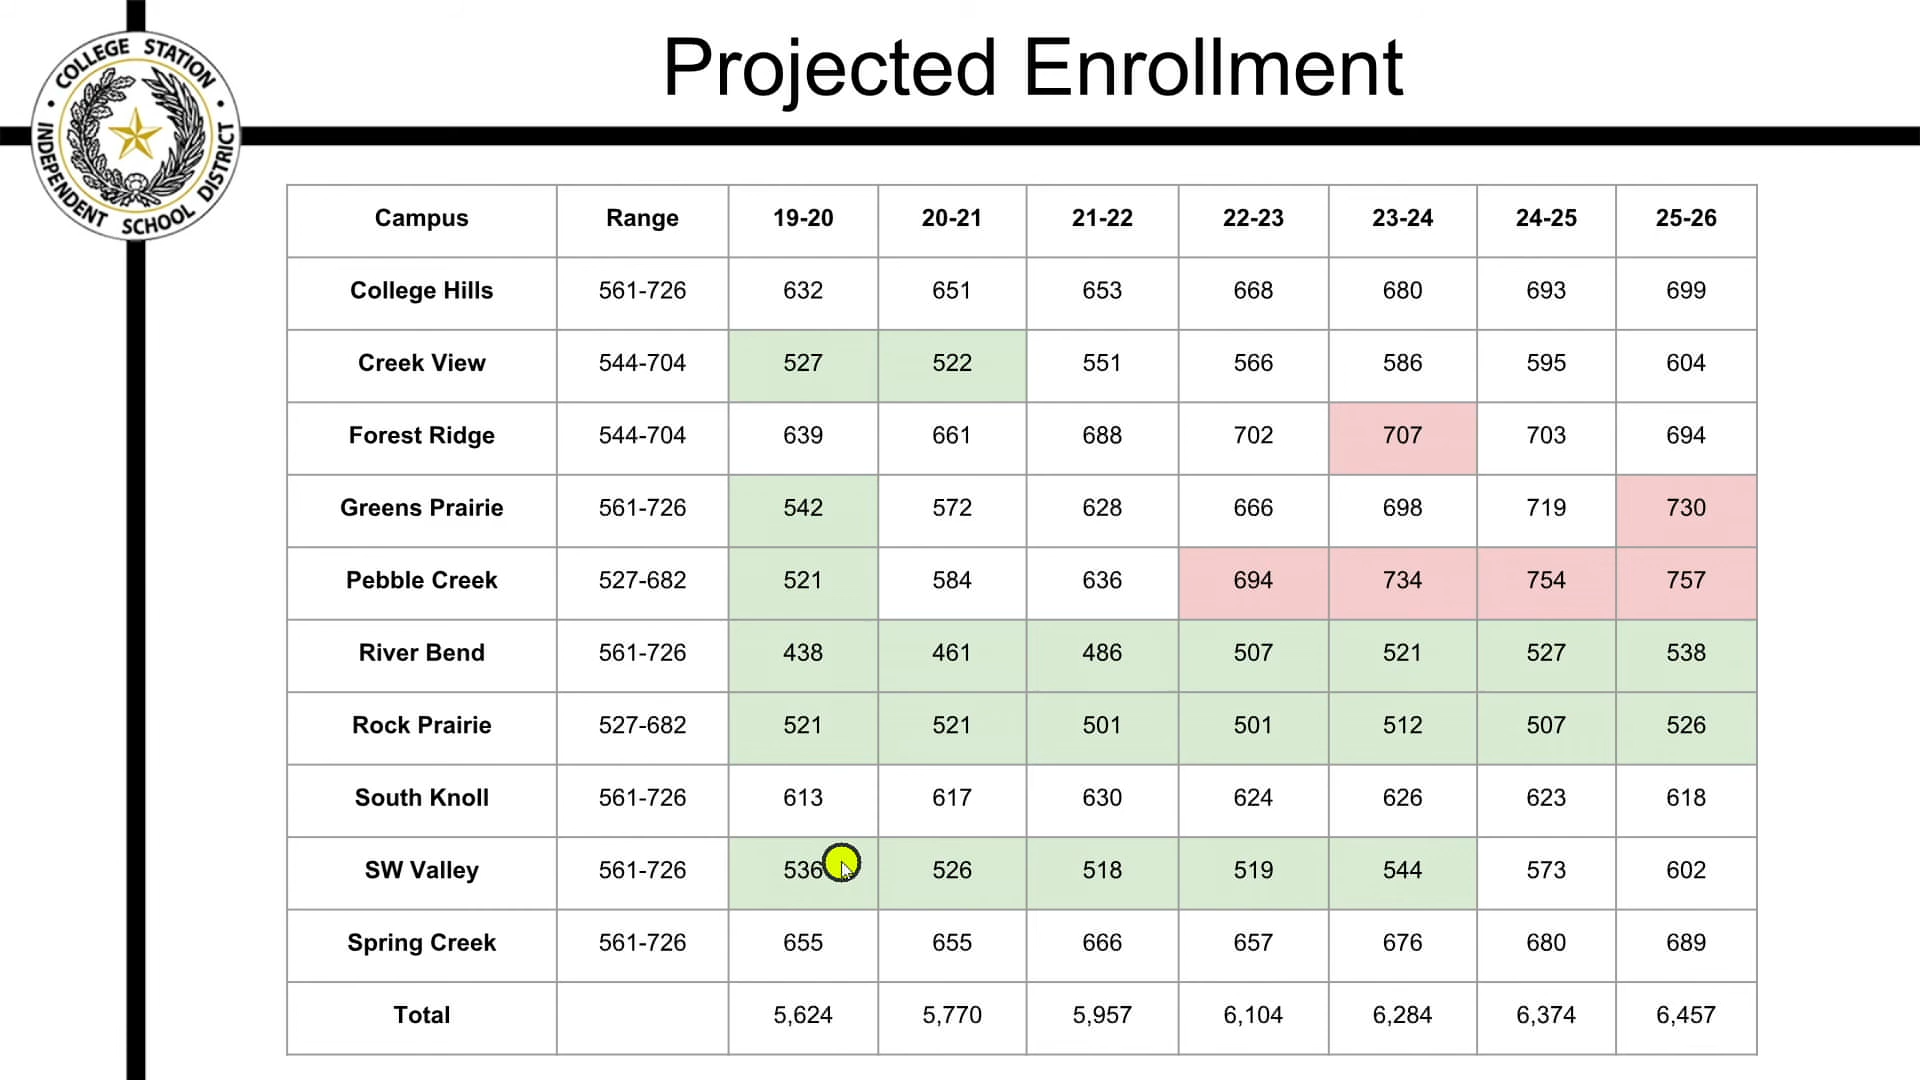 COLLEGE STATION
INDEPENDENT SCHOOL DISTRICT
Projected Enrollment
Campus Range 19-20 20-21 21-22 22-23 23-24 24-25 25-26
College Hills 561-726 632 651 653 668 680 693 699
Creek View 544-704 527 522 551 566 586 595 604
Forest Ridge 544-704 639 661 688 702 707 703 694
Greens Prairie 561-726 542 572 628 666 698 719 730
Pebble Creek 527-682 521 584 636 694 734 754 757
River Bend 561-726 438 461 486 507 521 527 538
Rock Prairie 527-682 521 521 501 501 512 507 526
South Knoll 561-726 613 617 630 624 626 623 618
SW Valley 561-726 536 526 518 519 544 573 602
Spring Creek 561-726 655 655 666 657 676 680 689
Total 5,624 5,770 5,957 6,104 6,284 6,374 6,457